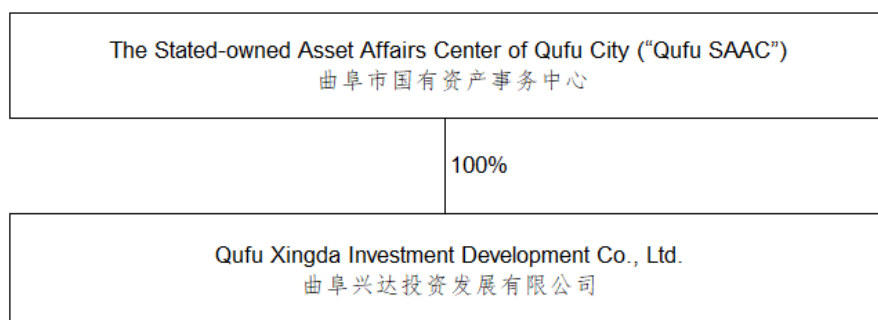 The Stated-owned Asset Affairs Center of Qufu City (“Qufu SAAC”)
曲阜市国有资产事务中心
100%
Qufu Xingda Investment Development Co., Ltd.
曲阜兴达投资发展有限公司